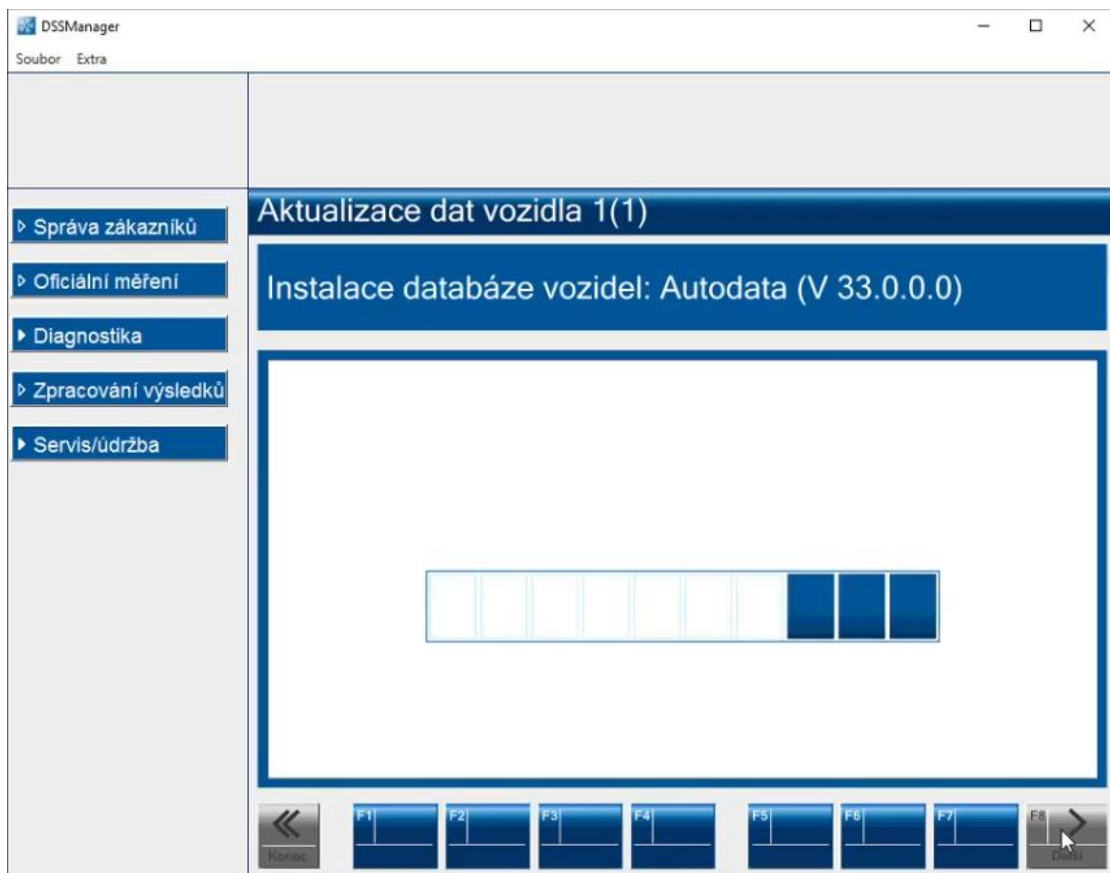 DSSManager
Soubor Extra
Správa zákazníků
Oficiální měření
Diagnostika
Zpracování výsledků
Servis/údržba
Aktualizace dat vozidla 1(1)
Instalace databáze vozidel: Autodata (V 33.0.0.0)
F1 F2 F3 F4 F5 F6 F7 F8
Konec Další